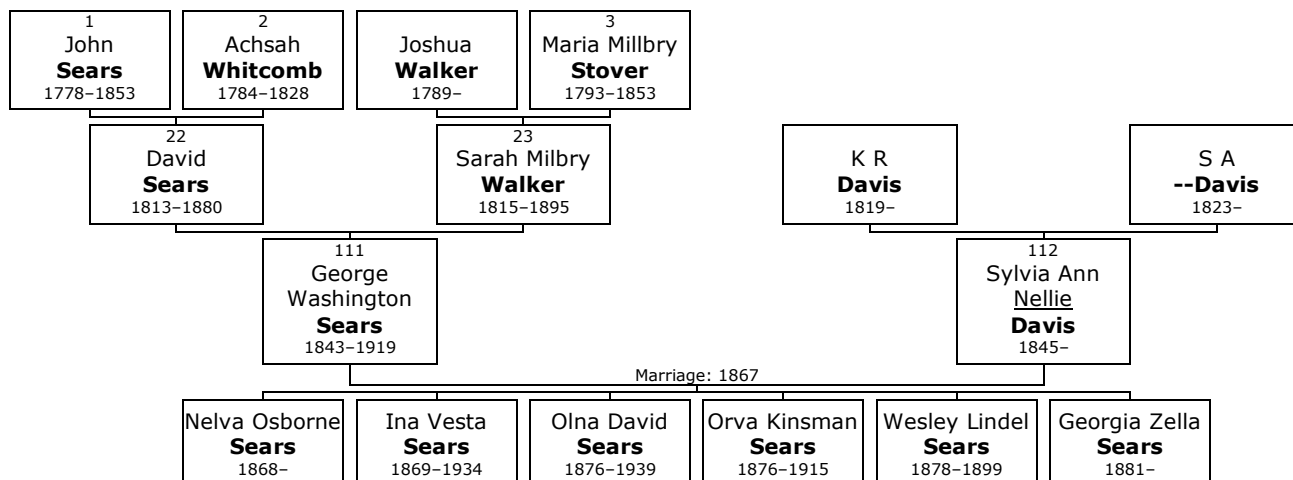 1
John
Sears
1778–1853
2
Achsah
Whitcomb
1784–1828
Joshua
Walker
1789–
3
Maria Millbry
Stover
1793–1853
22
David
Sears
1813–1880
23
Sarah Milbry
Walker
1815–1895
K R
Davis
1819–
S A
--Davis
1823–
111
George
Washington
Sears
1843–1919
112
Sylvia Ann
Nellie
Davis
1845–
Marriage: 1867
Nelva Osborne
Sears
1868–
Ina Vesta
Sears
1869–1934
Olna David
Sears
1876–1939
Orva Kinsman
Sears
1876–1915
Wesley Lindel
Sears
1878–1899
Georgia Zella
Sears
1881–